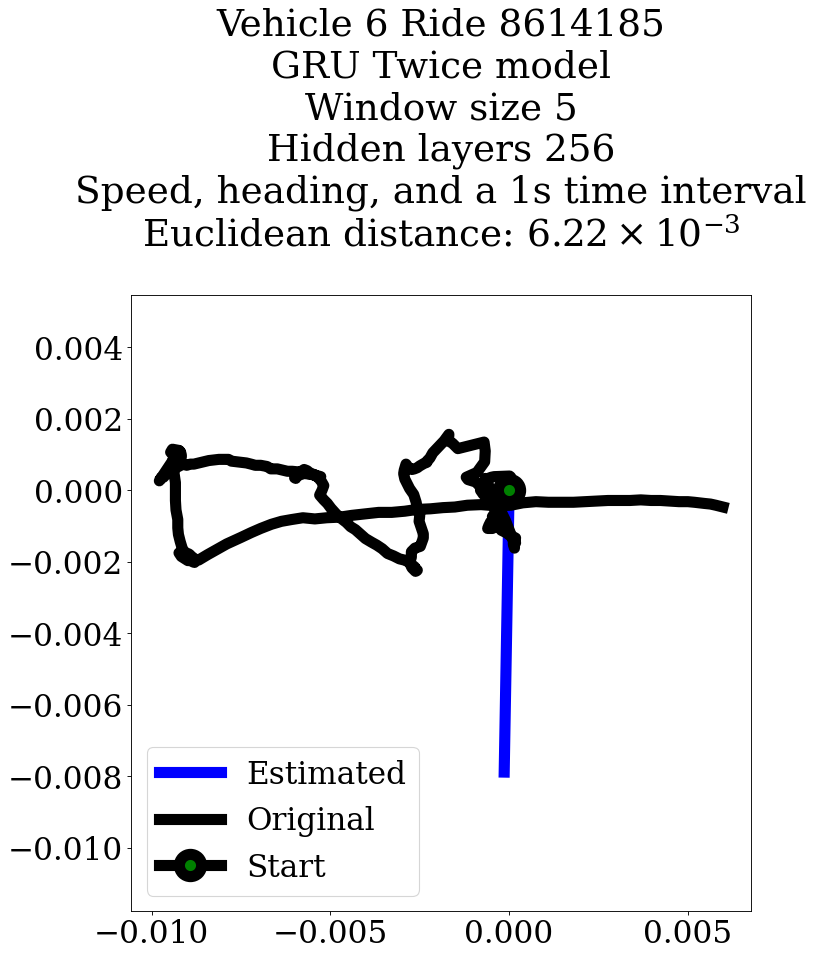 Vehicle 6 Ride 8614185
GRU Twice model
Window size 5
Hidden layers 256
Speed, heading, and a 1s time interval
Euclidean distance: 6.22 × 10⁻³
0.004
0.002
0.000
−0.002
−0.004
−0.006
−0.008
−0.010
Estimated
Original
Start
−0.010 −0.005 0.000 0.005